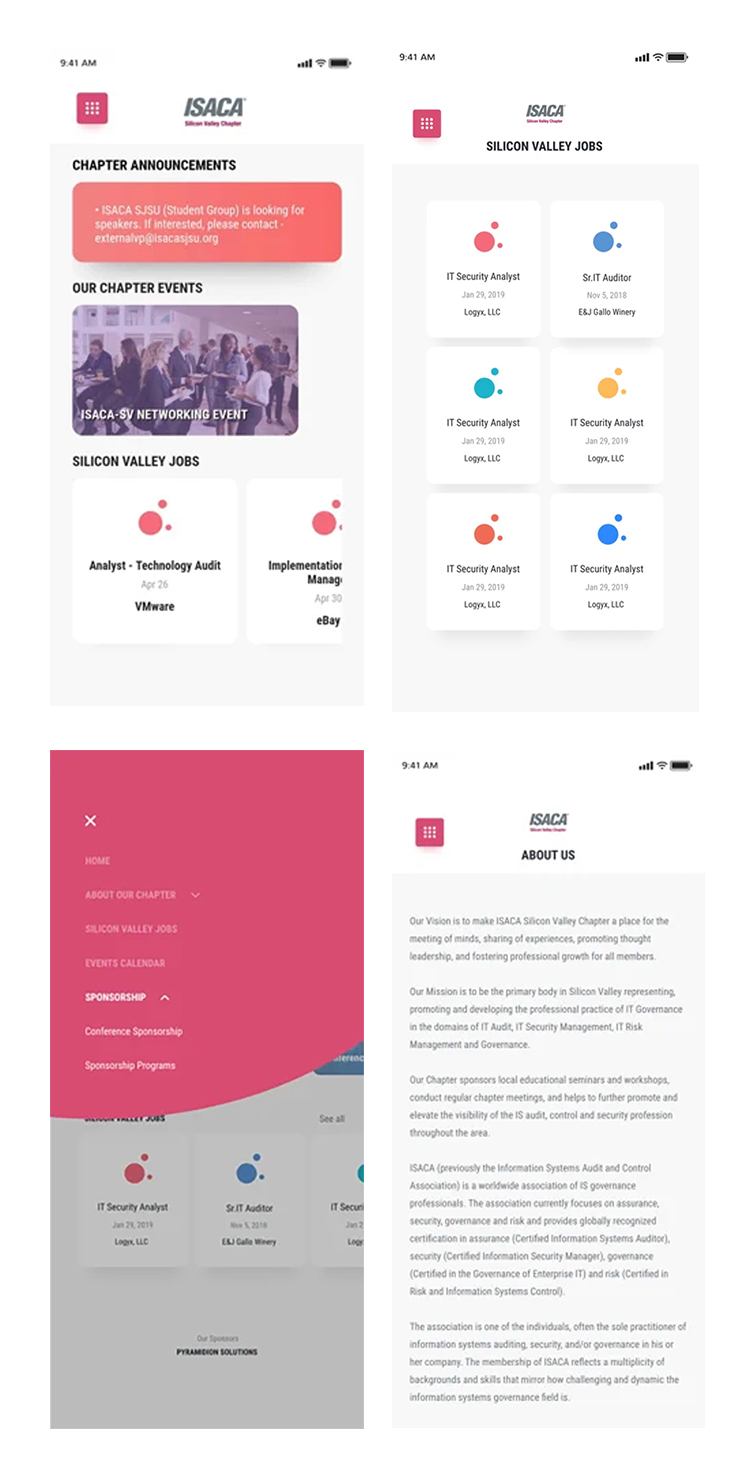 9:41 AM
ISACA
Silicon Valley Chapter
CHAPTER ANNOUNCEMENTS
• ISACA SJSU (Student Group) is looking for
speakers. If interested, please contact -
externalvp@isacasjsu.org
OUR CHAPTER EVENTS
ISACA-SV NETWORKING EVENT
SILICON VALLEY JOBS
Analyst - Technology Audit
Apr 26
VMware
Implementation
Manag
Apr 30
eBay
9:41 AM
ISACA
Silicon Valley Chapter
SILICON VALLEY JOBS
IT Security Analyst
Jan 29, 2019
Logyx, LLC
Sr.IT Auditor
Nov 5, 2018
E&J Gallo Winery
IT Security Analyst
Jan 29, 2019
Logyx, LLC
IT Security Analyst
Jan 29, 2019
Logyx, LLC
IT Security Analyst
Jan 29, 2019
Logyx, LLC
IT Security Analyst
Jan 29, 2019
Logyx, LLC
HOME
ABOUT OUR CHAPTER
SILICON VALLEY JOBS
EVENTS CALENDAR
SPONSORSHIP
Conference Sponsorship
Sponsorship Programs
ferenc
SILICON VALLEY JOBS
See all
IT Security Analyst
Jan 29, 2019
Logyx, LLC
Sr.IT Auditor
Nov 5, 2018
E&J Gallo Winery
IT Securi
Jan 2
Logy
Our Sponsors
PYRAMIDION SOLUTIONS
9:41 AM
ISACA
Silicon Valley Chapter
ABOUT US
Our Vision is to make ISACA Silicon Valley Chapter a place for the
meeting of minds, sharing of experiences, promoting thought
leadership, and fostering professional growth for all members.
Our Mission is to be the primary body in Silicon Valley representing,
promoting and developing the professional practice of IT Governance
in the domains of IT Audit, IT Security Management, IT Risk
Management and Governance.
Our Chapter sponsors local educational seminars and workshops,
conduct regular chapter meetings, and helps to further promote and
elevate the visibility of the IS audit, control and security profession
throughout the area.
ISACA (previously the Information Systems Audit and Control
Association) is a worldwide association of IS governance
professionals. The association currently focuses on assurance,
security, governance and risk and provides globally recognized
certification in assurance (Certified Information Systems Auditor),
security (Certified Information Security Manager), governance
(Certified in the Governance of Enterprise IT) and risk (Certified in
Risk and Information Systems Control).
The association is one of the individuals, often the sole practitioner of
information systems auditing, security, and/or governance in his or
her company. The membership of ISACA reflects a multiplicity of
backgrounds and skills that mirror how challenging and dynamic the
information systems governance field is.